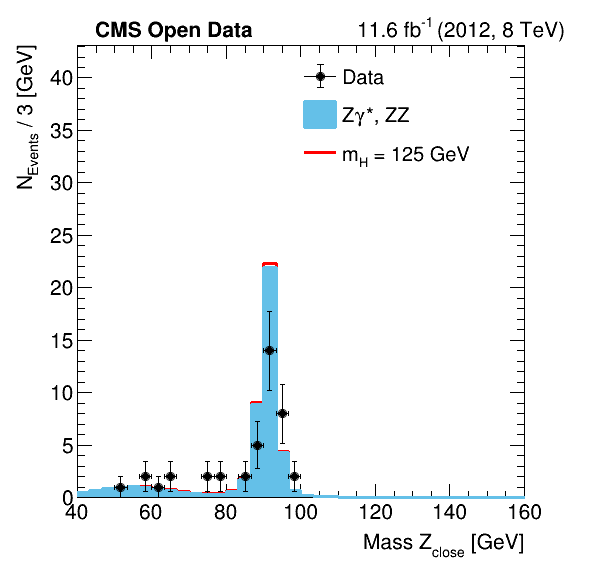 CMS Open Data
11.6 fb⁻¹ (2012, 8 TeV)
N_Events / 3 [GeV]
40
35
30
25
20
15
10
5
0
Data
Zγ*, ZZ
m_H = 125 GeV
40 60 80 100 120 140 160
Mass Z_close [GeV]